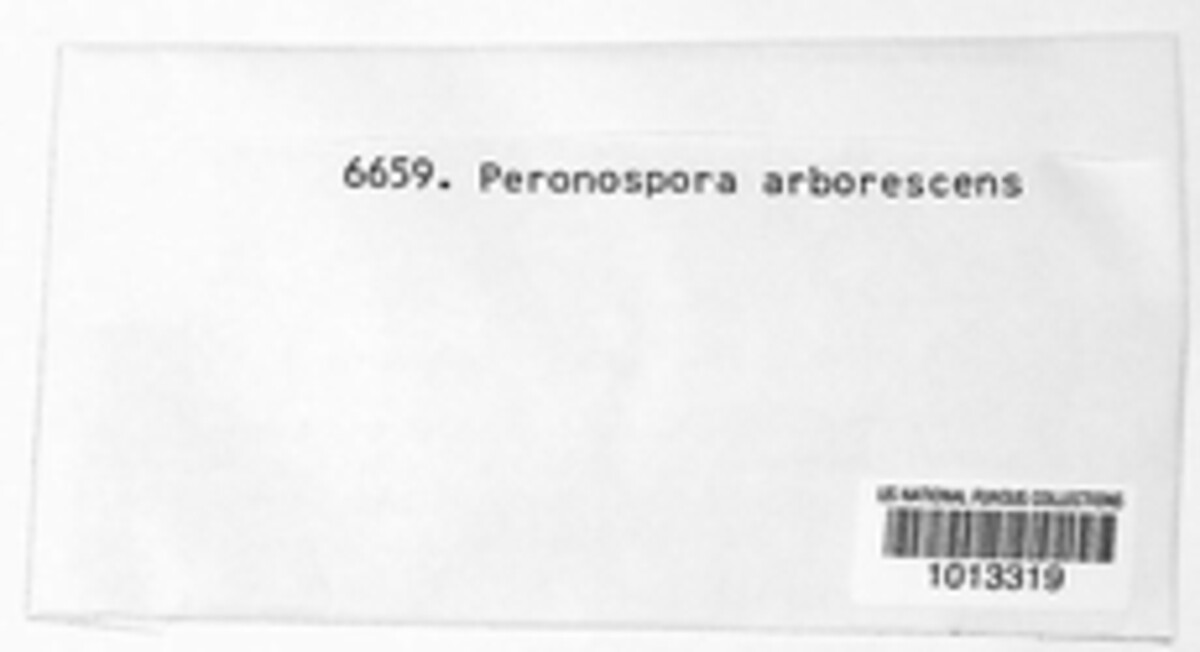 6659. Peronospora arborescens
US NATIONAL FUNGUS COLLECTIONS
1013319